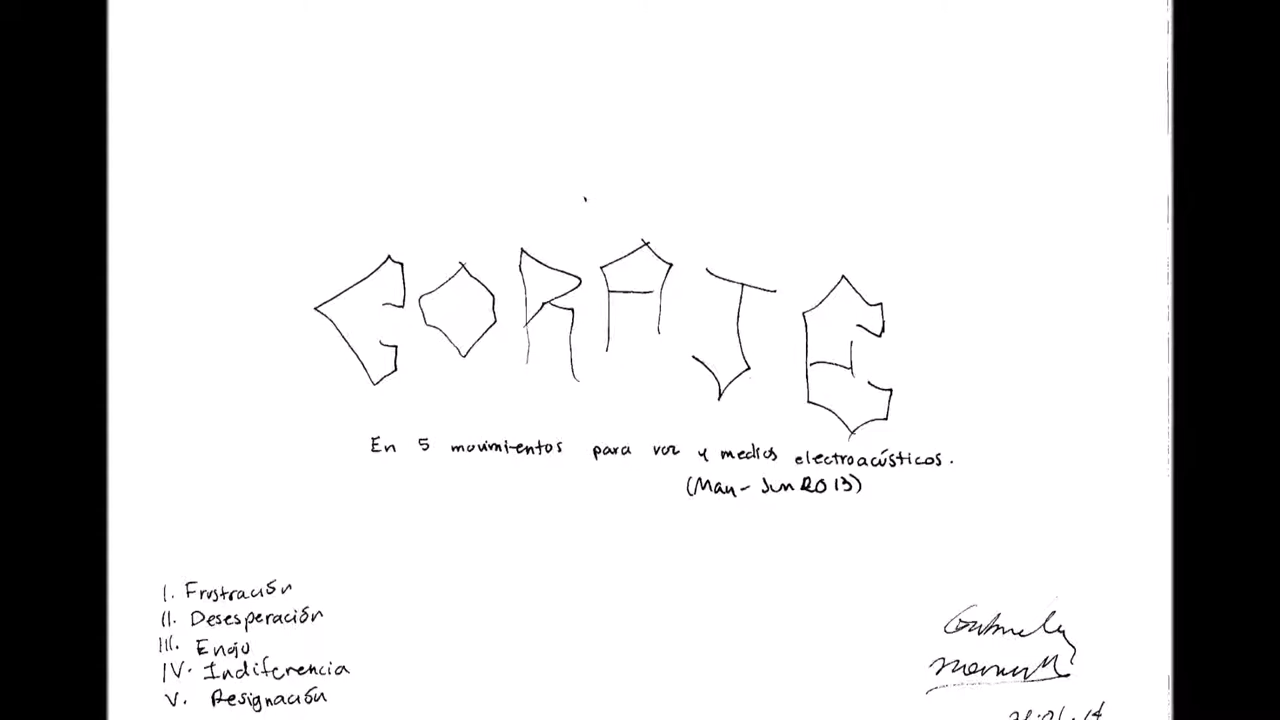 CORAJE
En 5 movimientos para voz y medios electroacústicos.
(May-Jun 2013)
I. Frustración
II. Desesperación
III. Enojo
IV. Indiferencia
V. Resignación
Gabriela